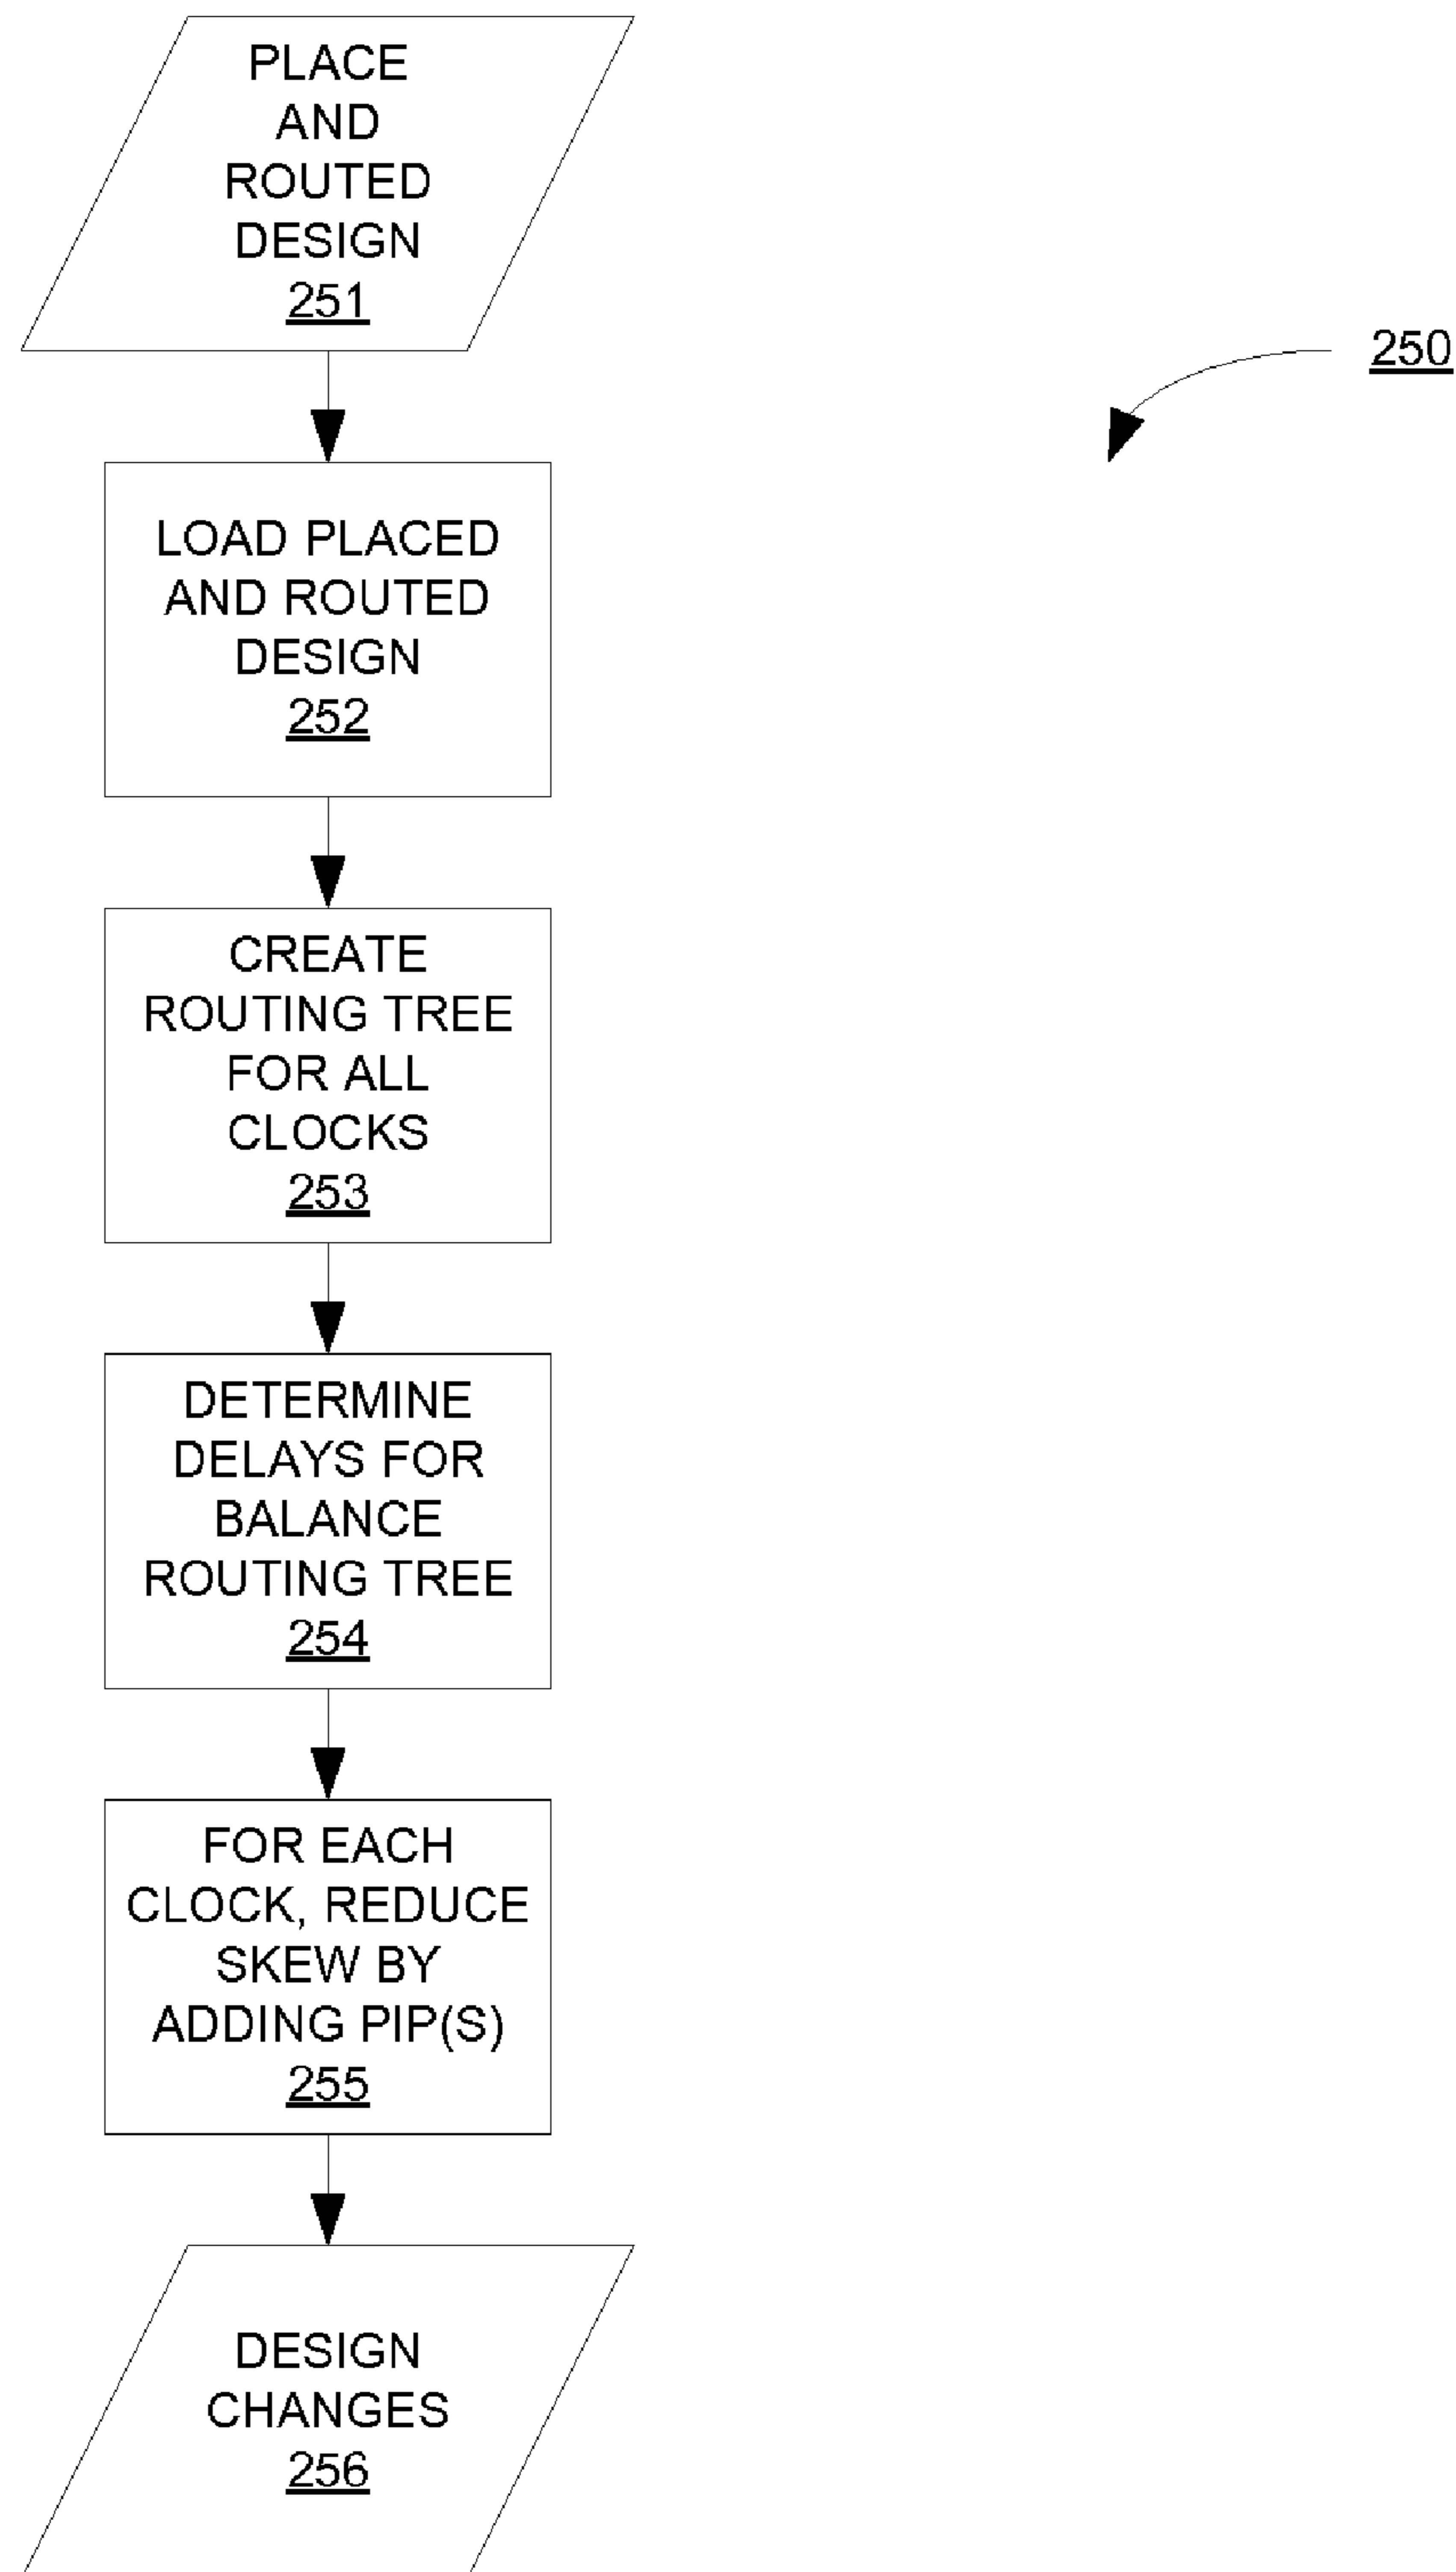 PLACE
AND
ROUTED
DESIGN
251
250
LOAD PLACED
AND ROUTED
DESIGN
252
CREATE
ROUTING TREE
FOR ALL
CLOCKS
253
DETERMINE
DELAYS FOR
BALANCE
ROUTING TREE
254
FOR EACH
CLOCK, REDUCE
SKEW BY
ADDING PIP(S)
255
DESIGN
CHANGES
256